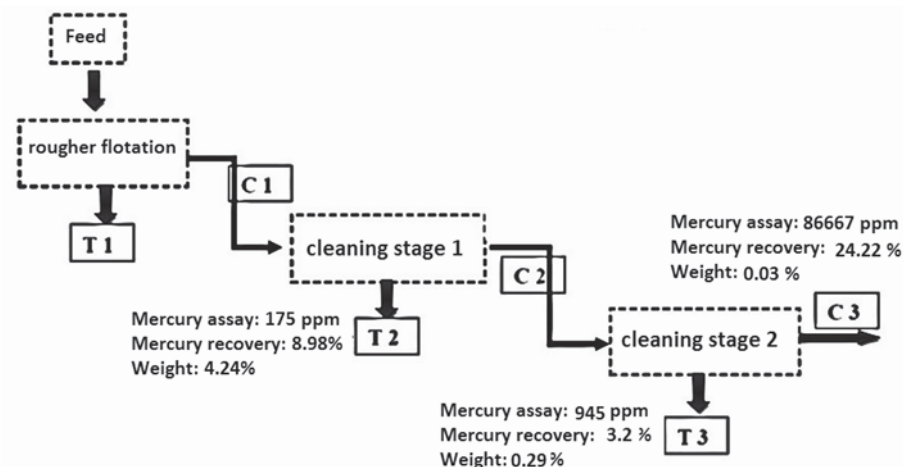 Feed
rougher flotation
C 1
T 1
cleaning stage 1
Mercury assay: 86667 ppm
Mercury recovery: 24.22 %
Weight: 0.03 %
C 2
C 3
Mercury assay: 175 ppm
Mercury recovery: 8.98%
Weight: 4.24%
T 2
cleaning stage 2
Mercury assay: 945 ppm
Mercury recovery: 3.2 %
Weight: 0.29 %
T 3